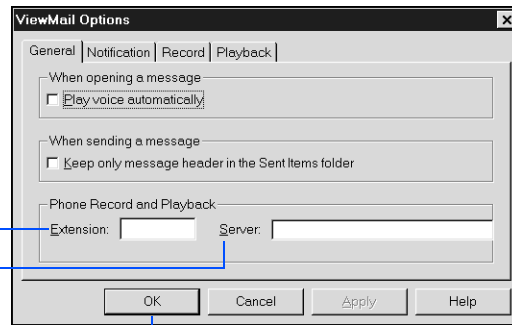 ViewMail Options
General Notification Record Playback
When opening a message
Play voice automatically
When sending a message
Keep only message header in the Sent Items folder
Phone Record and Playback
Extension: Server:
OK Cancel Apply Help